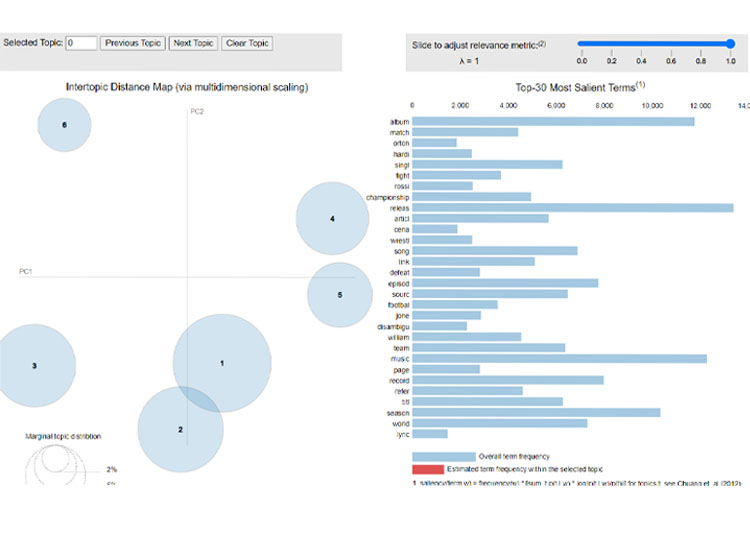 Selected Topic: 0 Previous Topic Next Topic Clear Topic
Slide to adjust relevance metric:(2)
λ = 1
0.0 0.2 0.4 0.6 0.8 1.0
Intertopic Distance Map (via multidimensional scaling)
PC2
PC1
6
4
5
3
1
2
Marginal topic distribtion
2%
Top-30 Most Salient Terms(1)
0 2,000 4,000 6,000 8,000 10,000 12,000
album
match
orton
hardi
singl
fight
rossi
championship
releas
articl
cena
wrestl
song
link
defeat
episod
sourc
footbal
jone
disambigu
william
team
music
page
record
refer
titl
season
world
lyric
Overall term frequency
Estimated term frequency within the selected topic